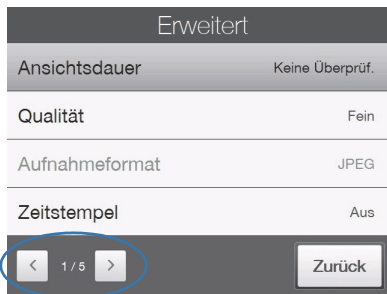 Erweitert
Ansichtsdauer Keine Überprüf.
Qualität Fein
Aufnahmeformat JPEG
Zeitstempel Aus
< 1/5 > Zurück